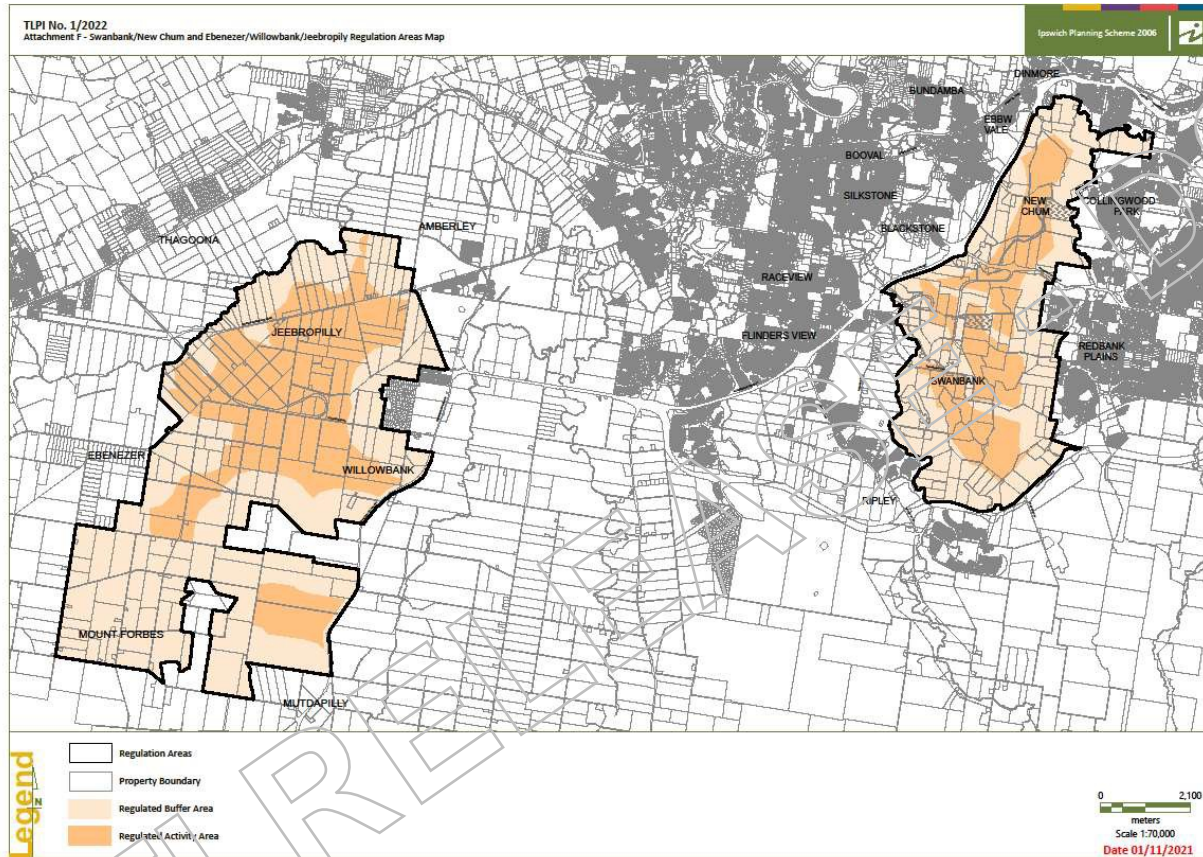 TLPI No. 1/2022
Attachment F - Swanbank/New Chum and Ebenezer/Willowbank/Jeebropily Regulation Areas Map
Ipswich Planning Scheme 2006
DINMORE
BUNDAMBA
EBBW
VALE
BOOVAL
SILKSTONE
NEW
CHUM
COLLINGWOOD
PARK
BLACKSTONE
AMBERLEY
THAGOONA
RACEVIEW
JEEBROPILLY
FLINDERS VIEW
REDBANK
PLAINS
SWANBANK
EBENEZER
WILLOWBANK
RIPLEY
MOUNT FORBES
MUTDAPILLY
Legend
N
Regulation Areas
Property Boundary
Regulated Buffer Area
Regulated Activity Area
0 2,100
meters
Scale 1:70,000
Date 01/11/2021